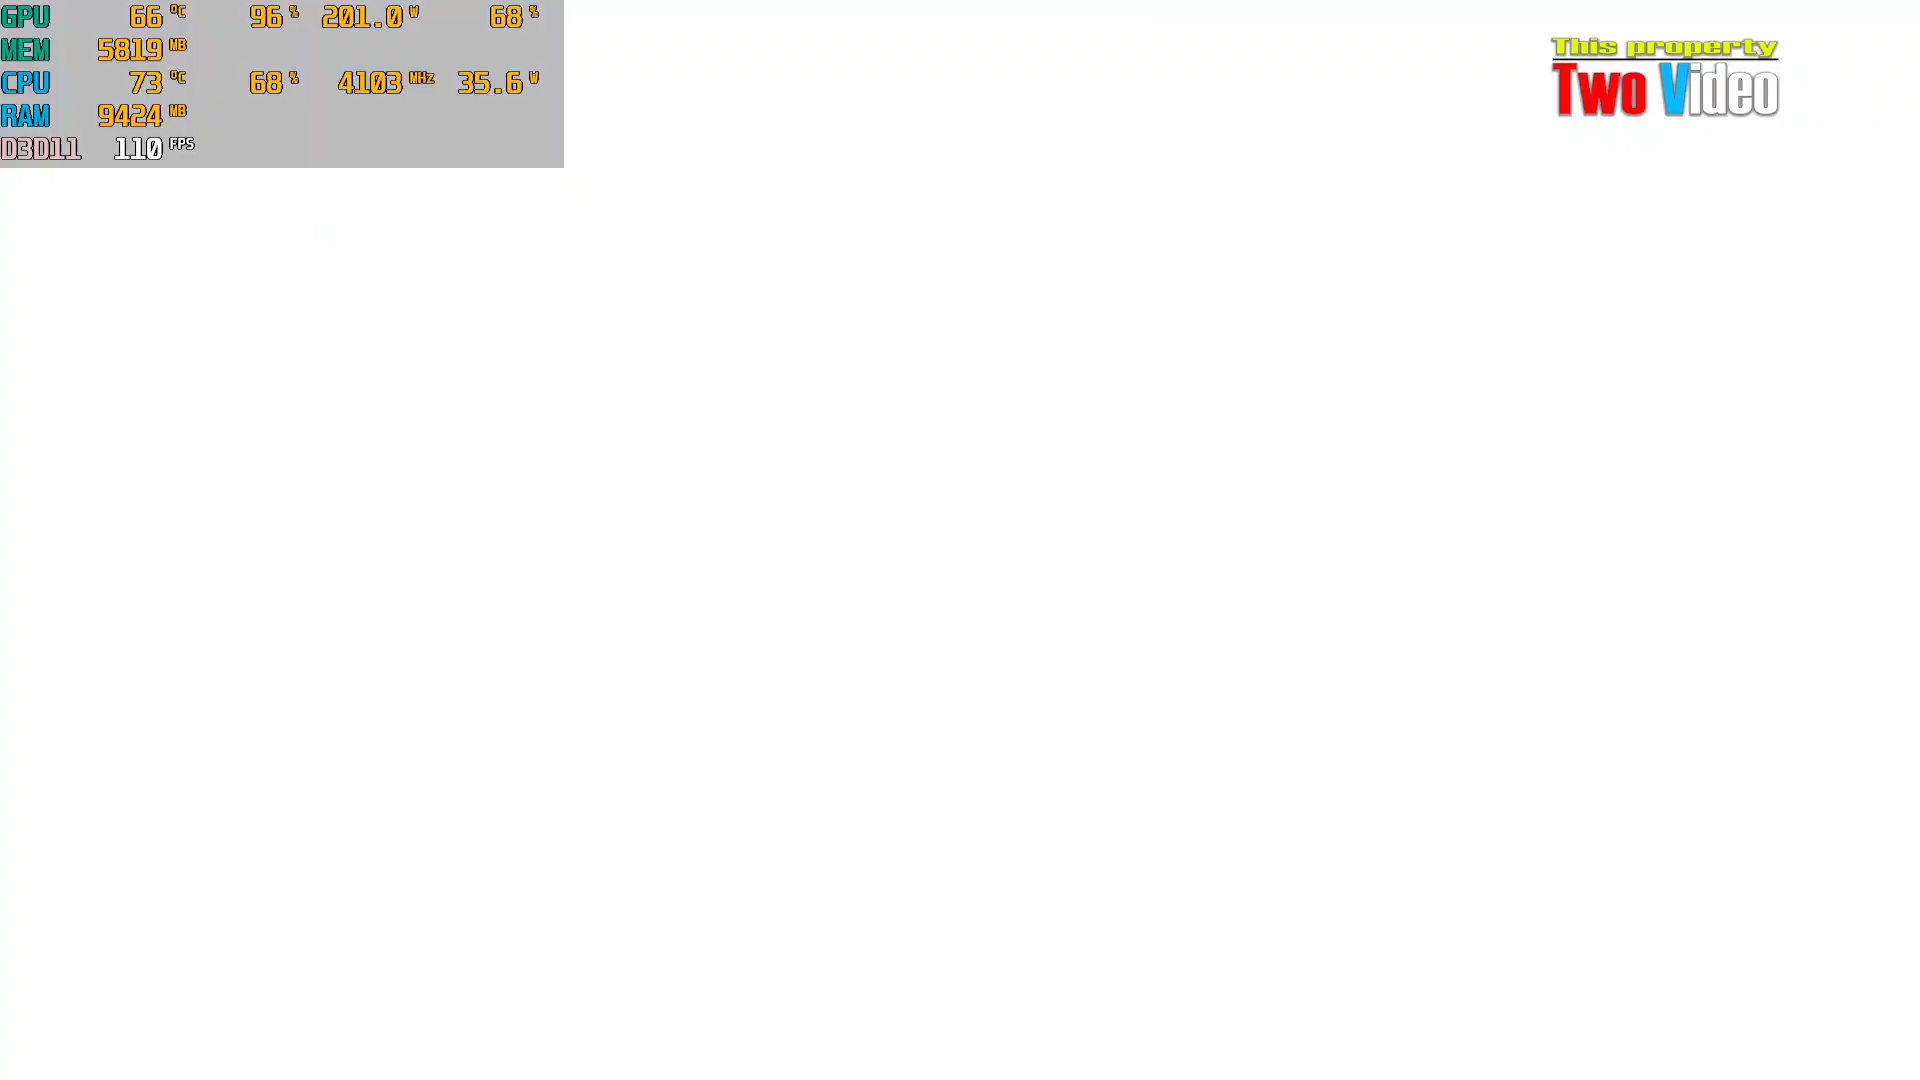 GPU 66 °C 96 % 201.0 W 68 %
MEM 5819 MB
CPU 73 °C 68 % 4103 MHz 35.6 W
RAM 9424 MB
D3D11 110 FPS
This property
Two Video